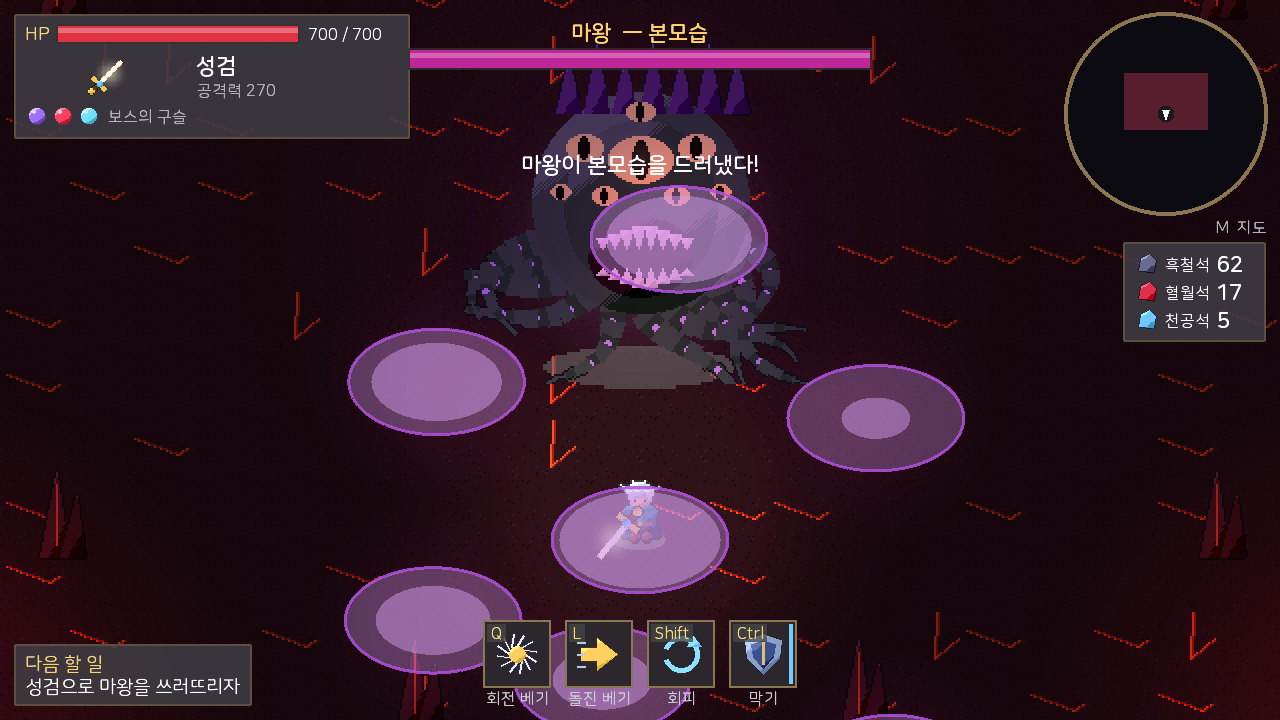 HP 700 / 700
성검
공격력 270
보스의 구슬
마왕 — 본모습
마왕이 본모습을 드러냈다!
M 지도
흑철석 62
혈월석 17
천공석 5
다음 할 일
성검으로 마왕을 쓰러뜨리자
Q L Shift Ctrl
회전 베기 돌진 베기 회피 막기